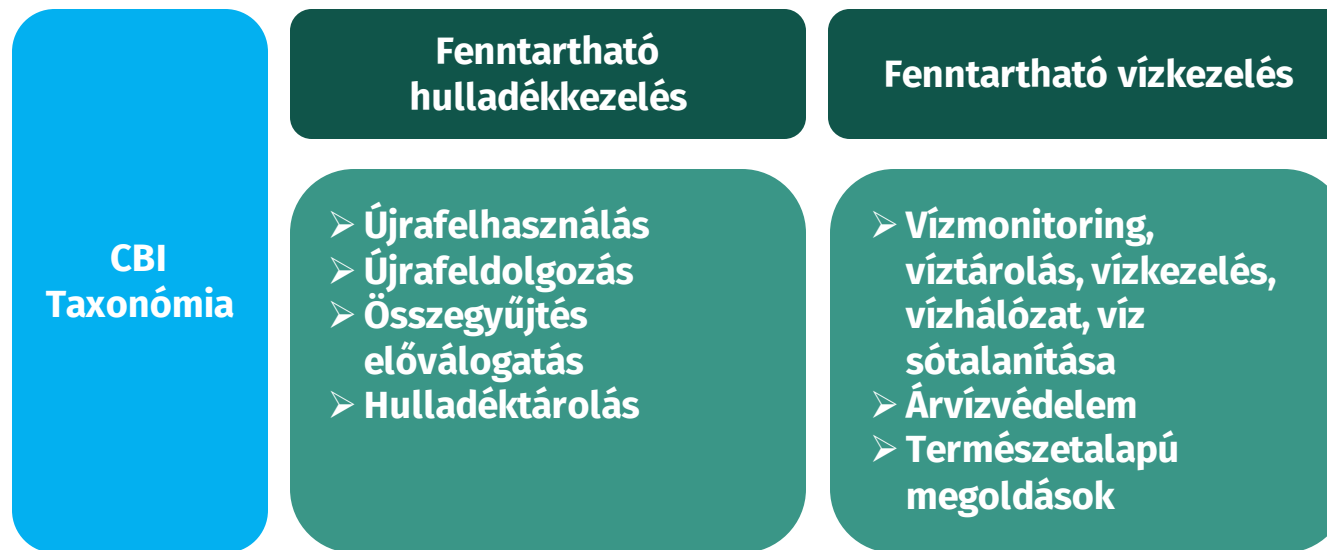 CBI
Taxonómia
Fenntartható
hulladékkezelés
➢ Újrafelhasználás
➢ Újrafeldolgozás
➢ Összegyűjtés
előválogatás
➢ Hulladéktárolás
Fenntartható vízkezelés
➢ Vízmonitoring,
víztárolás, vízkezelés,
vízhálózat, víz
sótalanítása
➢ Árvízvédelem
➢ Természetalapú
megoldások